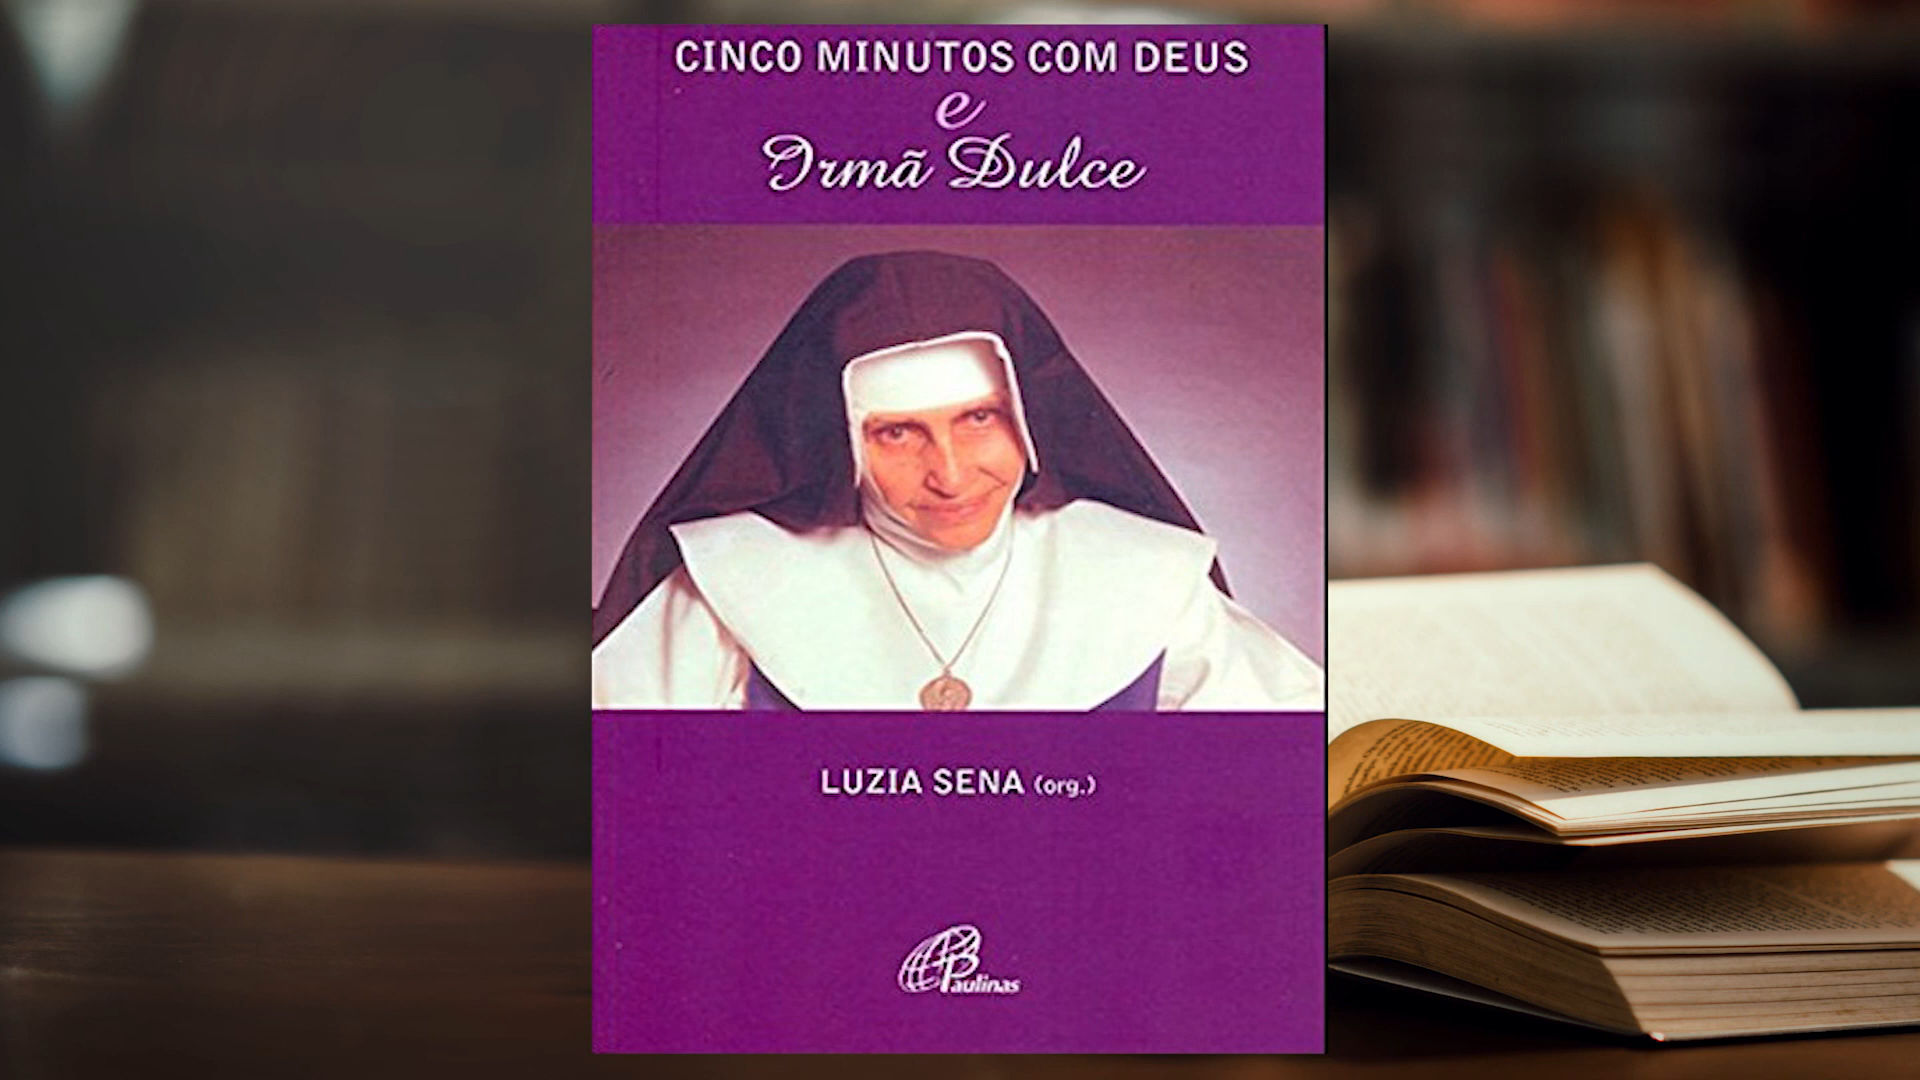 CINCO MINUTOS COM DEUS
e
Irmã Dulce
LUZIA SENA (org.)
Paulinas